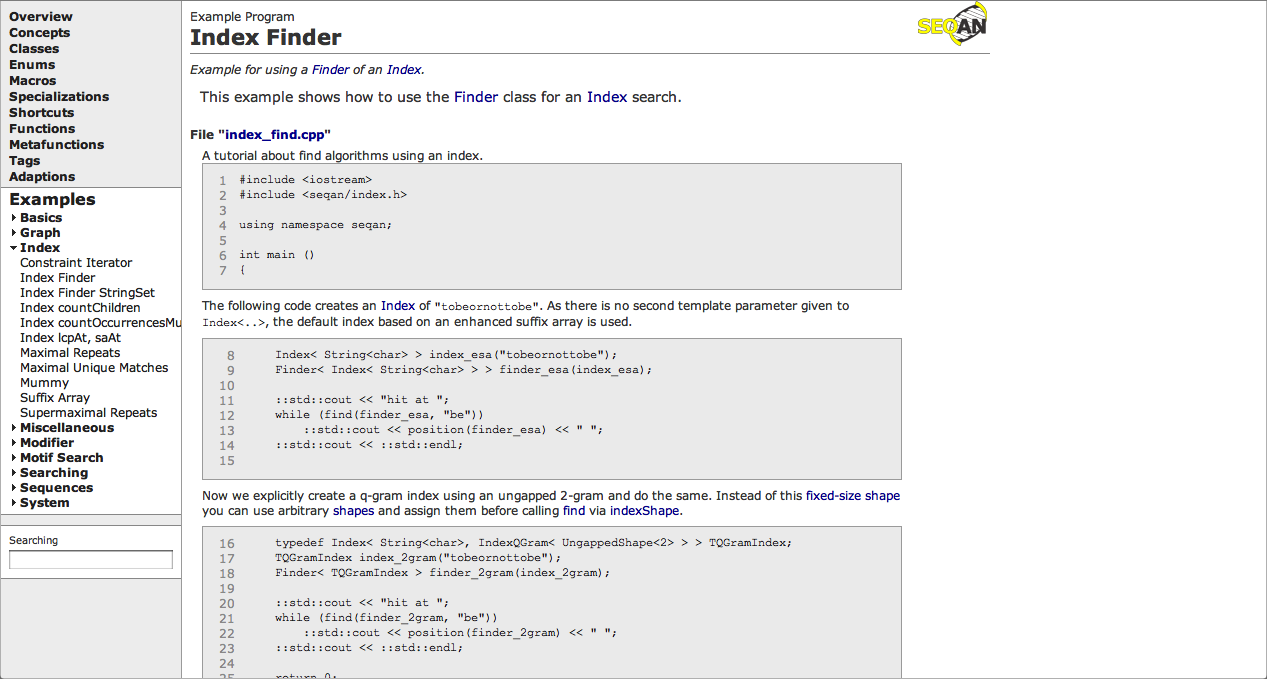 Overview
Concepts
Classes
Enums
Macros
Specializations
Shortcuts
Functions
Metafunctions
Tags
Adaptions
Examples
Basics
Graph
Index
Constraint Iterator
Index Finder
Index Finder StringSet
Index countChildren
Index countOccurrencesMu
Index lcpAt, saAt
Maximal Repeats
Maximal Unique Matches
Mummy
Suffix Array
Supermaximal Repeats
Miscellaneous
Modifier
Motif Search
Searching
Sequences
System
Searching
Example Program
Index Finder
SEQAN
Example for using a Finder of an Index.
This example shows how to use the Finder class for an Index search.
File "index_find.cpp"
A tutorial about find algorithms using an index.
1 #include <iostream>
2 #include <seqan/index.h>
3
4 using namespace seqan;
5
6 int main ()
7 {
The following code creates an Index of "tobeornottobe". As there is no second template parameter given to
Index<..>, the default index based on an enhanced suffix array is used.
8 Index< String<char> > index_esa("tobeornottobe");
9 Finder< Index< String<char> > > finder_esa(index_esa);
10
11 ::std::cout << "hit at ";
12 while (find(finder_esa, "be"))
13 ::std::cout << position(finder_esa) << " ";
14 ::std::cout << ::std::endl;
15
Now we explicitly create a q-gram index using an ungapped 2-gram and do the same. Instead of this fixed-size shape
you can use arbitrary shapes and assign them before calling find via indexShape.
16 typedef Index< String<char>, IndexQGram< UngappedShape<2> > > TQGramIndex;
17 TQGramIndex index_2gram("tobeornottobe");
18 Finder< TQGramIndex > finder_2gram(index_2gram);
19
20 ::std::cout << "hit at ";
21 while (find(finder_2gram, "be"))
22 ::std::cout << position(finder_2gram) << " ";
23 ::std::cout << ::std::endl;
24
25 return 0;